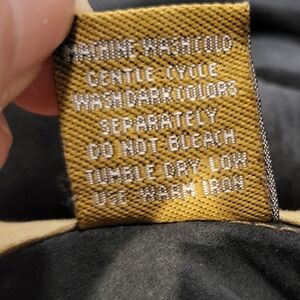 MACHINE WASH COLD
GENTLE CYCLE
WASH DARK COLORS
SEPARATELY
DO NOT BLEACH
TUMBLE DRY LOW
USE WARM IRON